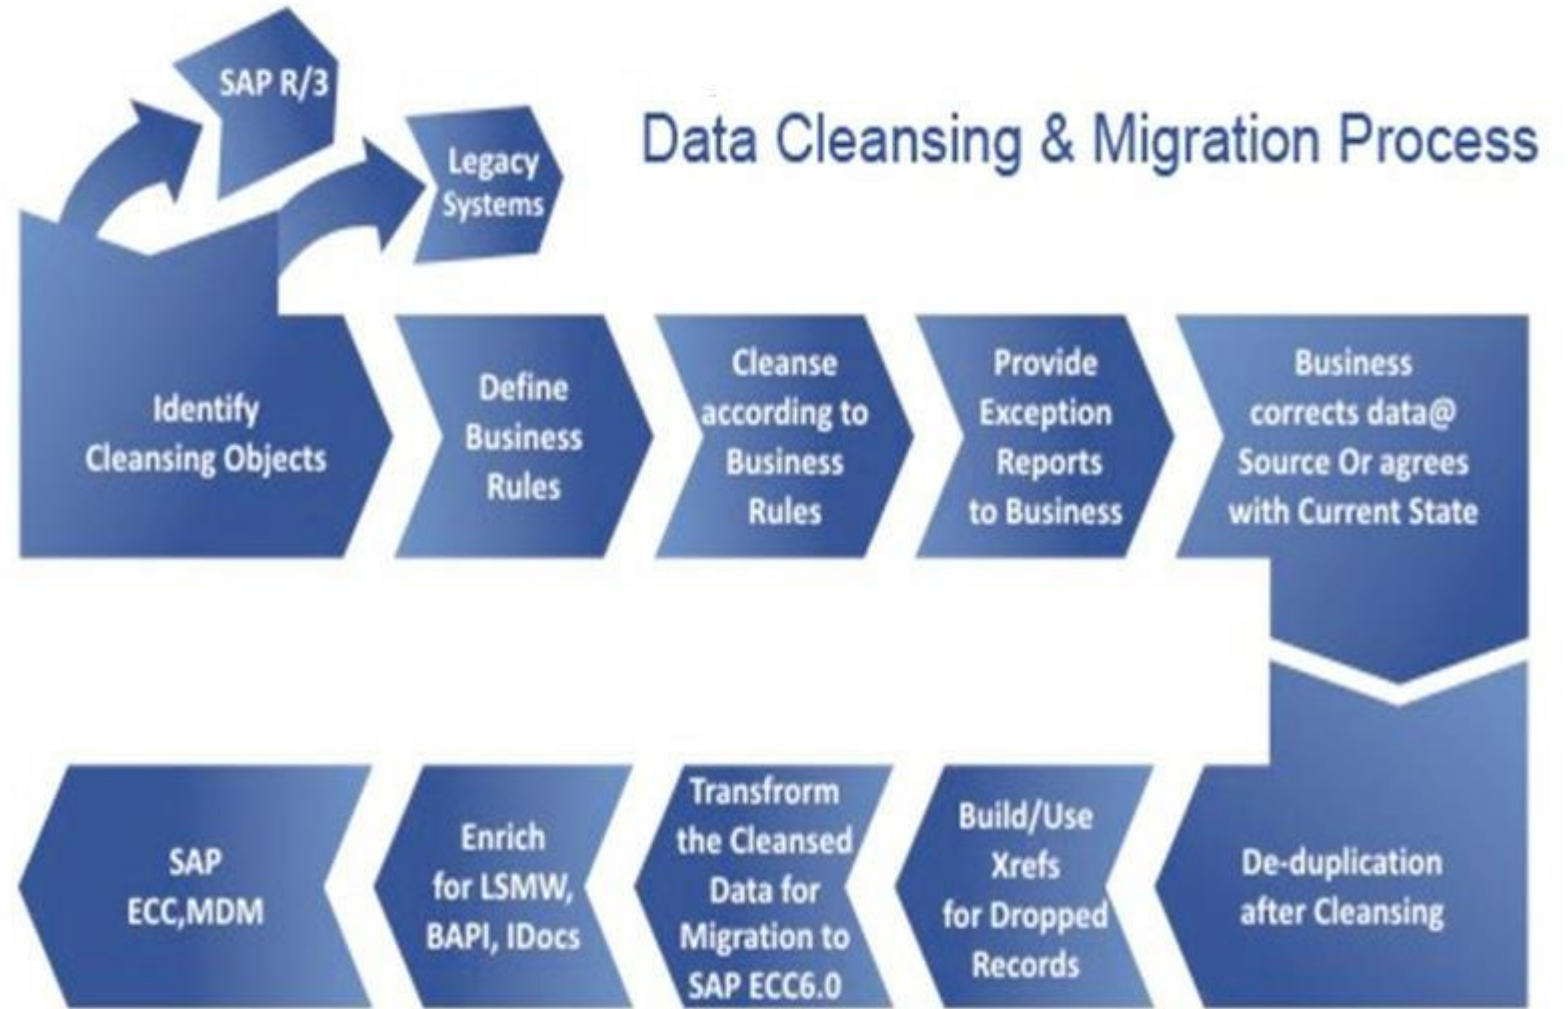 SAP R/3
Legacy
Systems
Data Cleansing & Migration Process
Identify
Cleansing Objects
Define
Business
Rules
Cleanse
according to
Business
Rules
Provide
Exception
Reports
to Business
Business
corrects data@
Source Or agrees
with Current State
De-duplication
after Cleansing
Build/Use
Xrefs
for Dropped
Records
Transfrorm
the Cleansed
Data for
Migration to
SAP ECC6.0
Enrich
for LSMW,
BAPI, IDocs
SAP
ECC,MDM